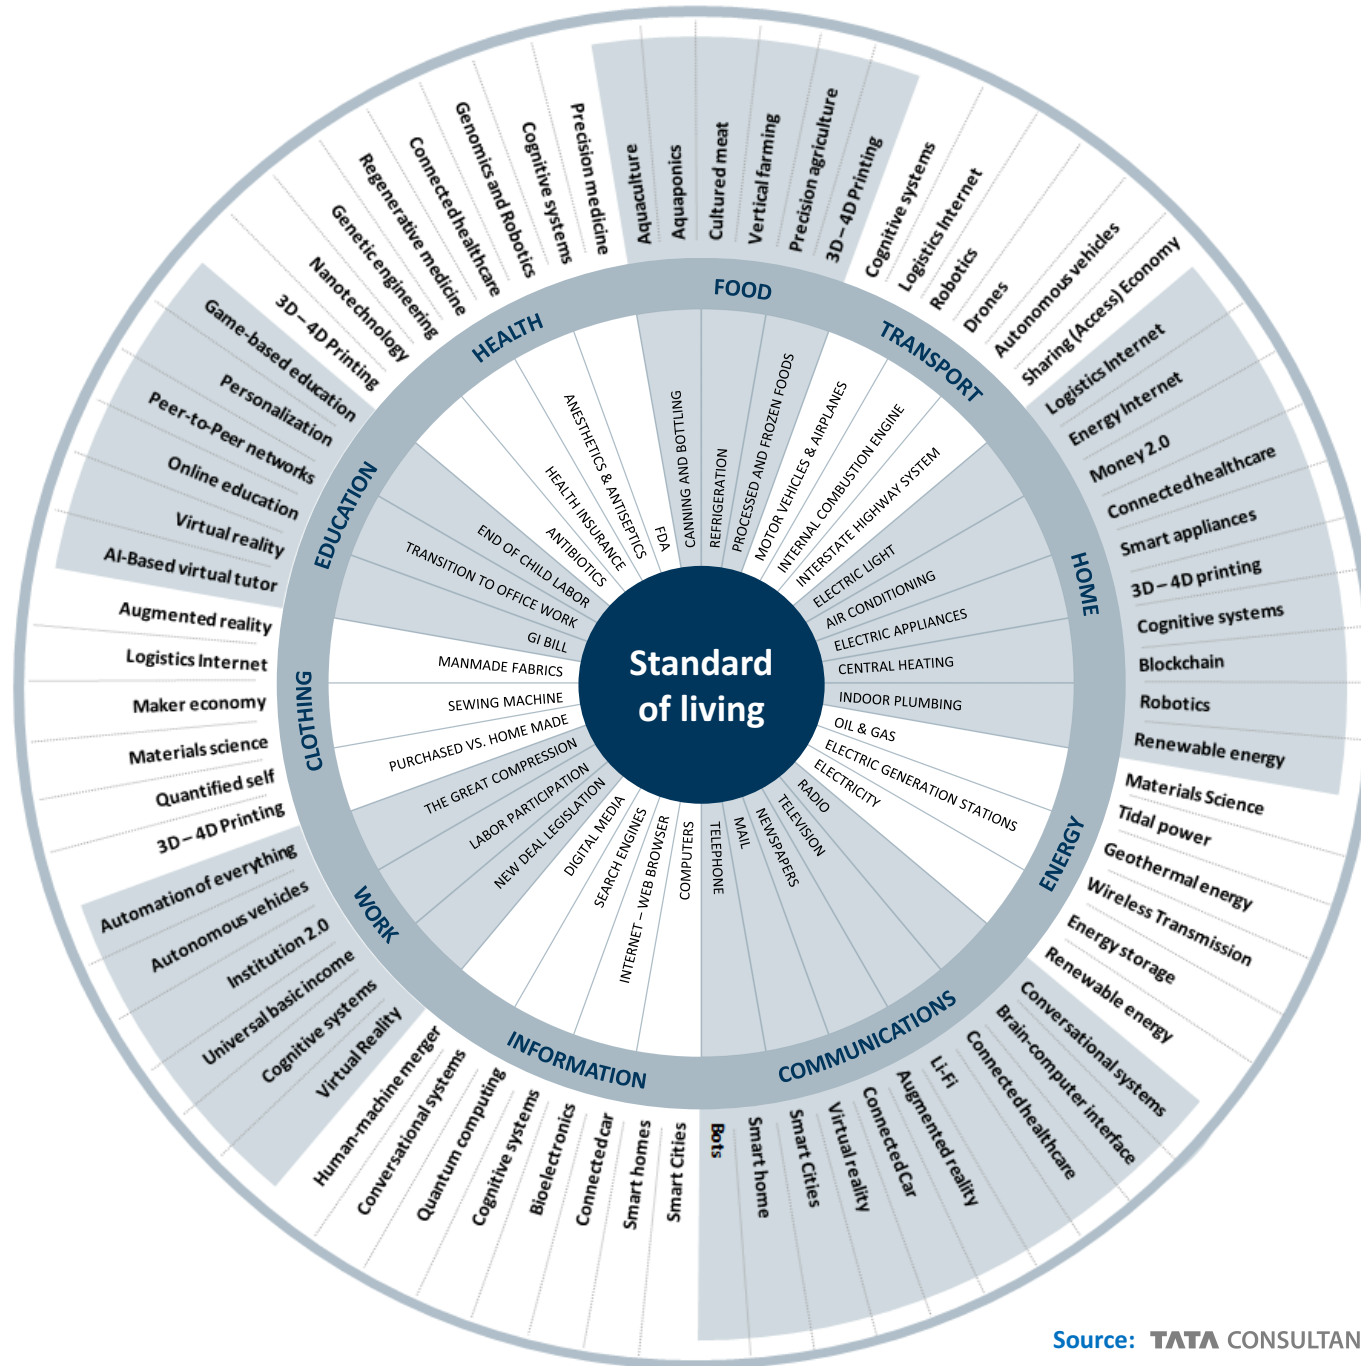 Standard
of living
FOOD
TRANSPORT
HOME
ENERGY
COMMUNICATIONS
INFORMATION
WORK
CLOTHING
EDUCATION
HEALTH
CANNING AND BOTTLING
REFRIGERATION
PROCESSED AND FROZEN FOODS
MOTOR VEHICLES & AIRPLANES
INTERNAL COMBUSTION ENGINE
INTERSTATE HIGHWAY SYSTEM
ELECTRIC LIGHT
AIR CONDITIONING
ELECTRIC APPLIANCES
CENTRAL HEATING
INDOOR PLUMBING
OIL & GAS
ELECTRIC GENERATION STATIONS
ELECTRICITY
RADIO
TELEVISION
NEWSPAPERS
MAIL
TELEPHONE
COMPUTERS
INTERNET – WEB BROWSER
SEARCH ENGINES
DIGITAL MEDIA
NEW DEAL LEGISLATION
LABOR PARTICIPATION
THE GREAT COMPRESSION
PURCHASED VS. HOME MADE
SEWING MACHINE
MANMADE FABRICS
GI BILL
TRANSITION TO OFFICE WORK
END OF CHILD LABOR
ANTIBIOTICS
HEALTH INSURANCE
ANESTHETICS & ANTISEPTICS
FDA
Aquaculture
Aquaponics
Cultured meat
Vertical farming
Precision agriculture
3D – 4D Printing
Cognitive systems
Logistics Internet
Robotics
Drones
Autonomous vehicles
Sharing (Access) Economy
Logistics Internet
Energy Internet
Money 2.0
Connected healthcare
Smart appliances
3D – 4D printing
Cognitive systems
Blockchain
Robotics
Renewable energy
Materials Science
Tidal power
Geothermal energy
Wireless Transmission
Energy storage
Renewable energy
Conversational systems
Brain-computer interface
Connected healthcare
Li-Fi
Augmented reality
Connected Car
Virtual reality
Smart Cities
Smart home
Bots
Smart Cities
Smart homes
Connected car
Bioelectronics
Cognitive systems
Quantum computing
Conversational systems
Human-machine merger
Virtual Reality
Cognitive systems
Universal basic income
Institution 2.0
Autonomous vehicles
Automation of everything
3D – 4D Printing
Quantified self
Materials science
Maker economy
Logistics Internet
Augmented reality
AI-Based virtual tutor
Virtual reality
Online education
Peer-to-Peer networks
Personalization
Game-based education
3D – 4D Printing
Nanotechnology
Genetic engineering
Regenerative medicine
Connected healthcare
Genomics and Robotics
Cognitive systems
Precision medicine
Source: TATA CONSULTAN